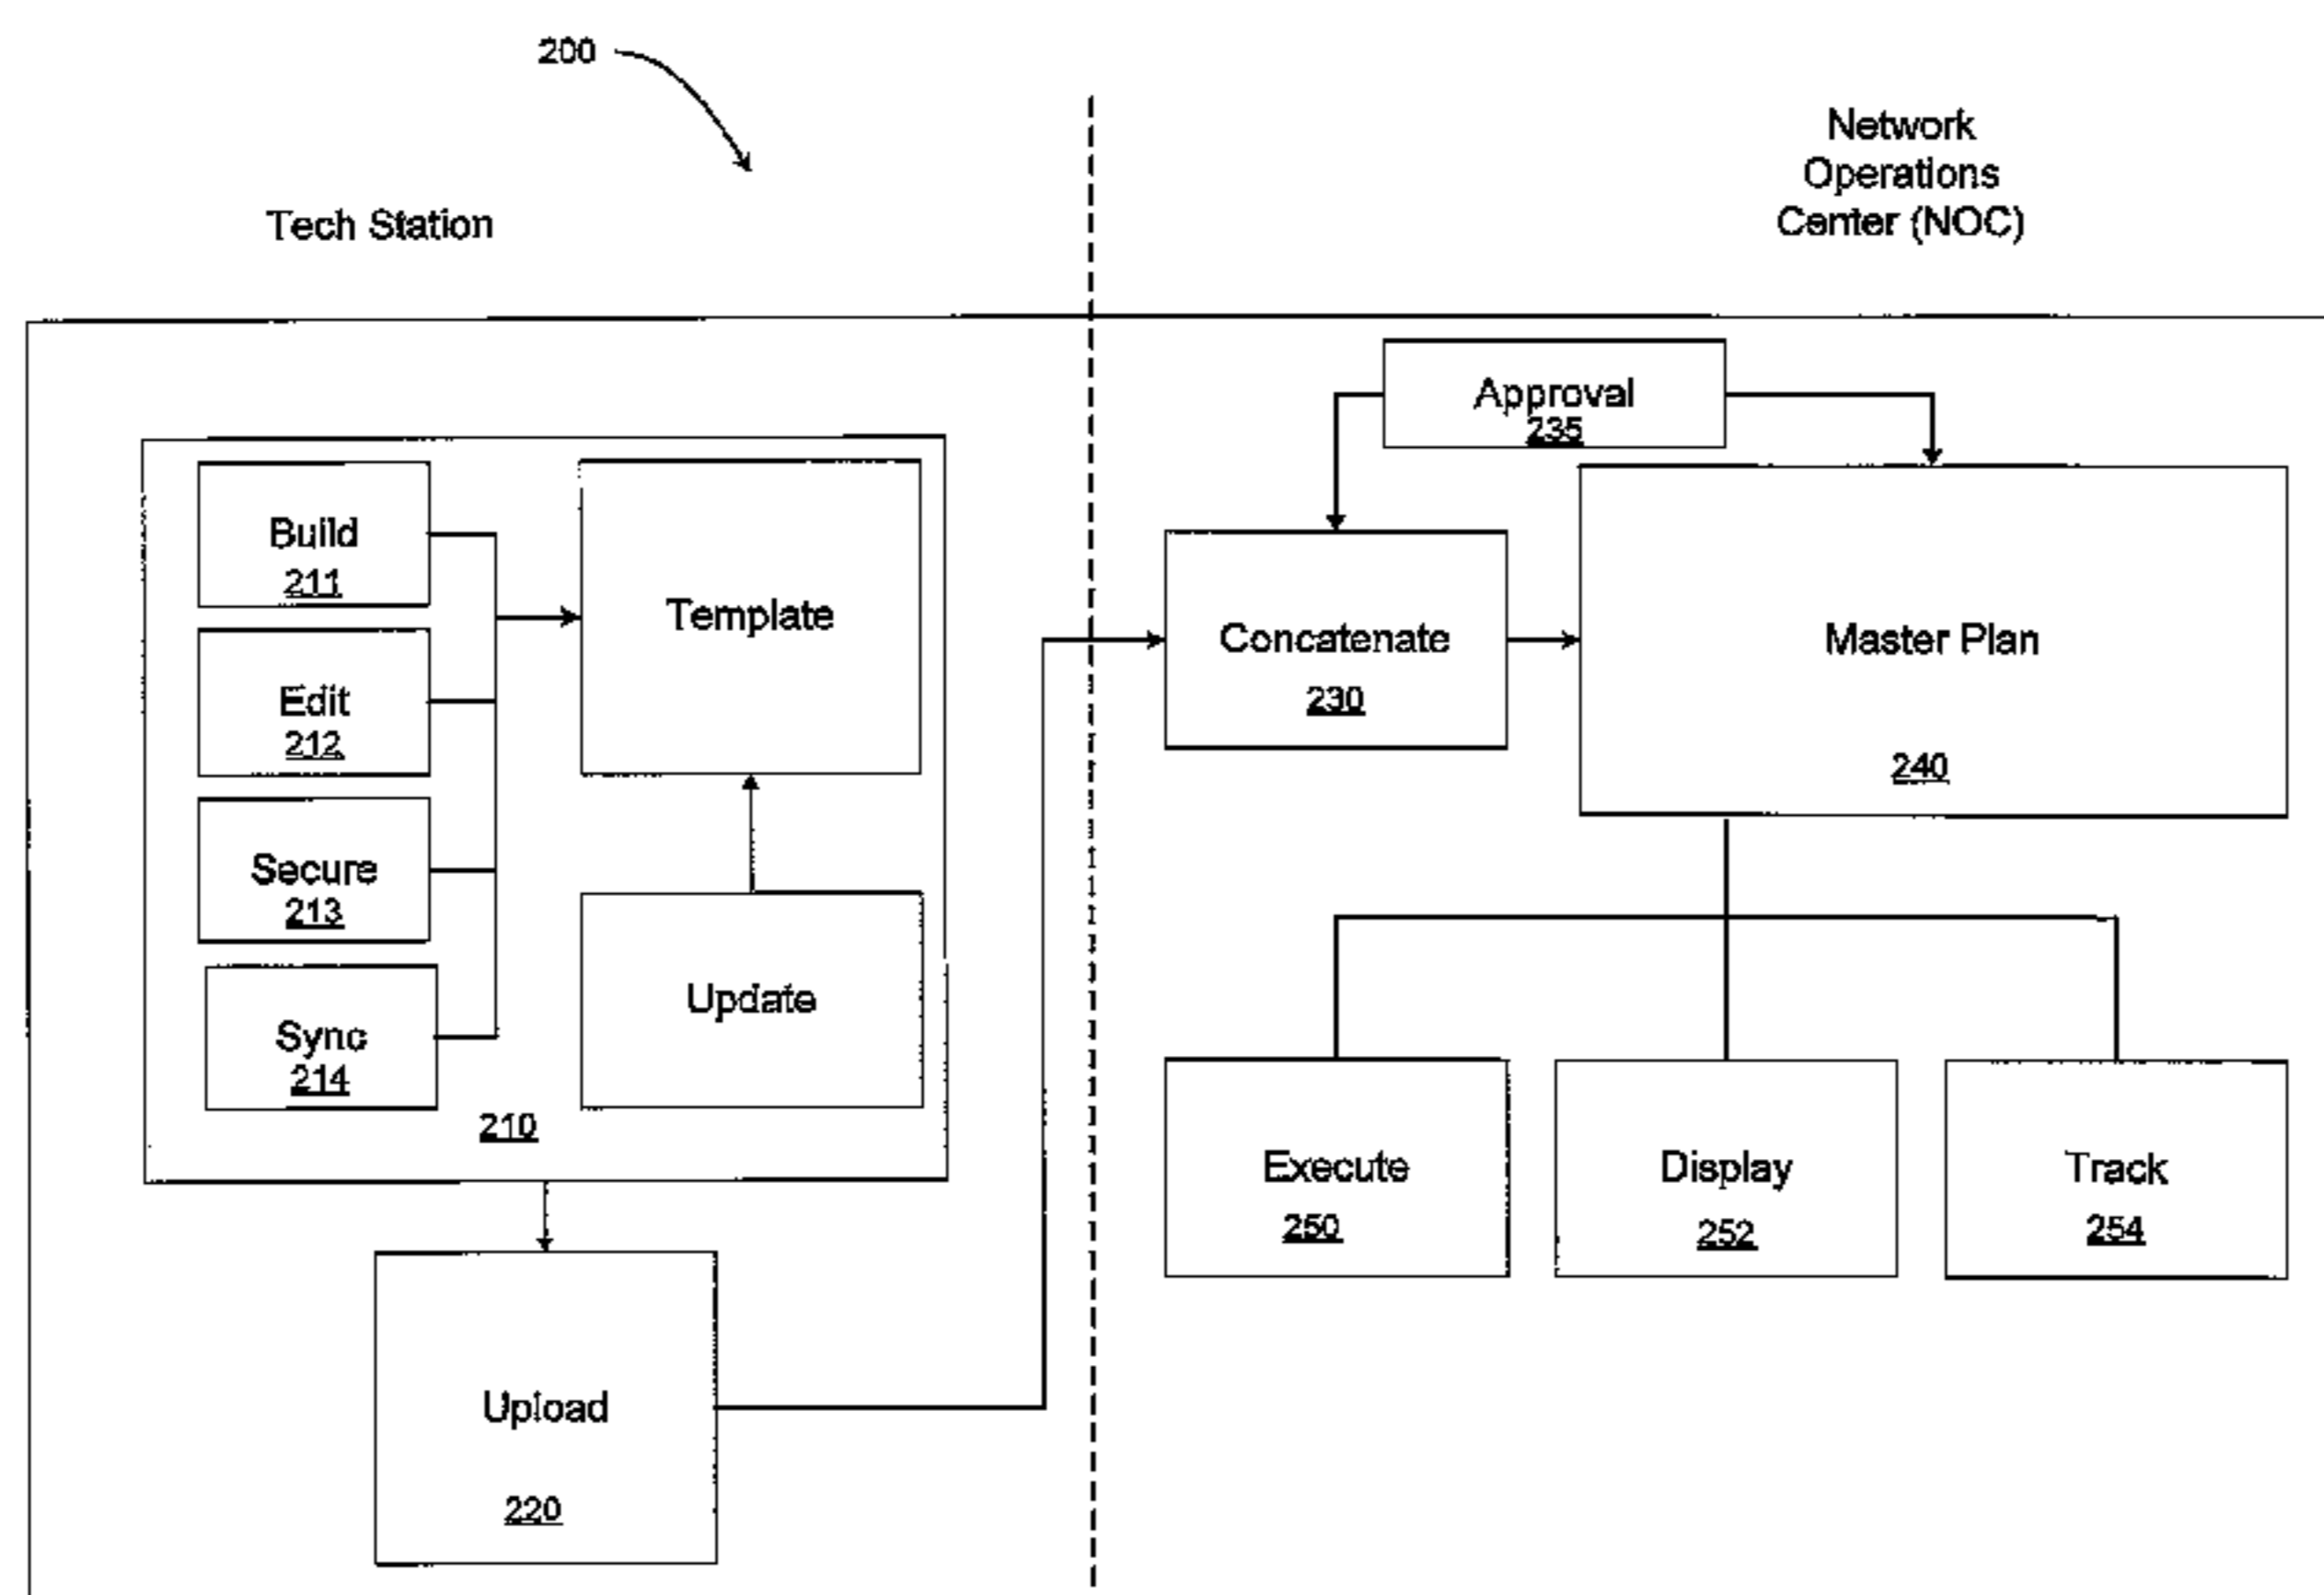 200
Tech Station
Network
Operations
Center (NOC)
Build
211
Edit
212
Secure
213
Sync
214
Template
Update
210
Upload
220
Approval
235
Concatenate
230
Master Plan
240
Execute
250
Display
252
Track
254